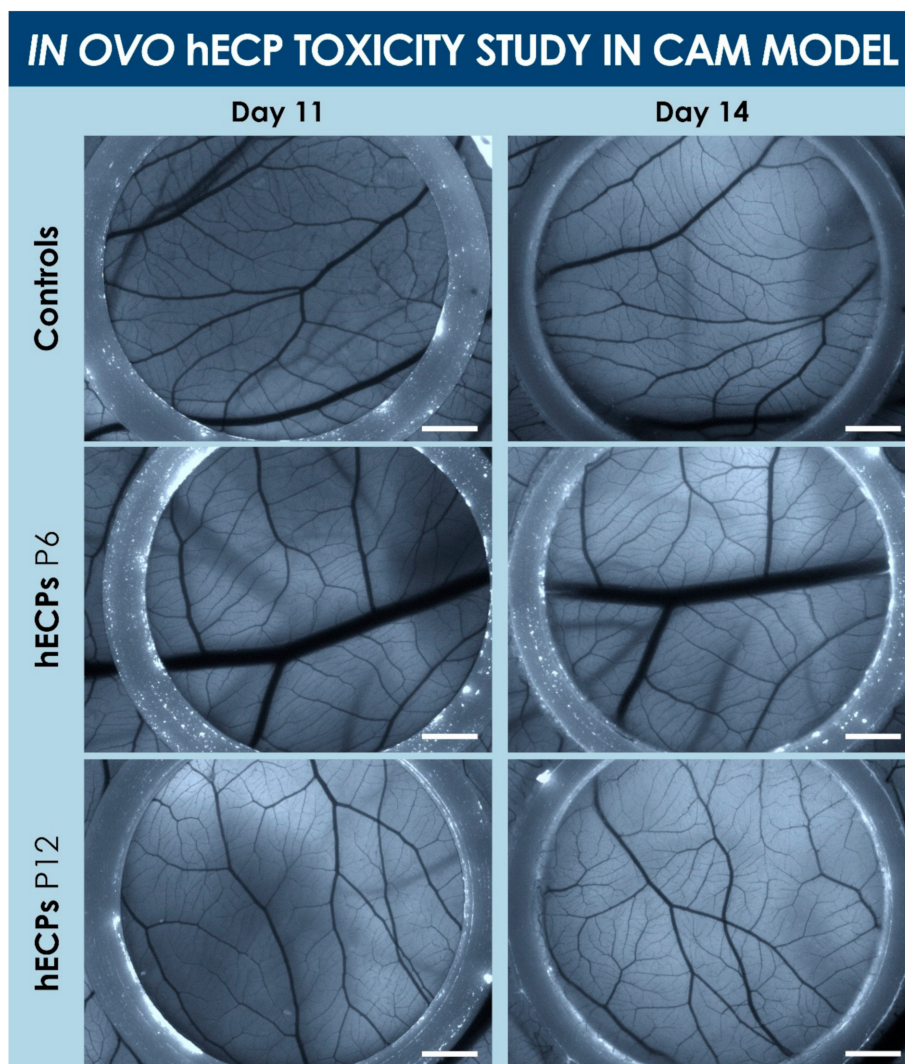 IN OVO hECP TOXICITY STUDY IN CAM MODEL
Day 11
Day 14
Controls
hECPs P6
hECPs P12